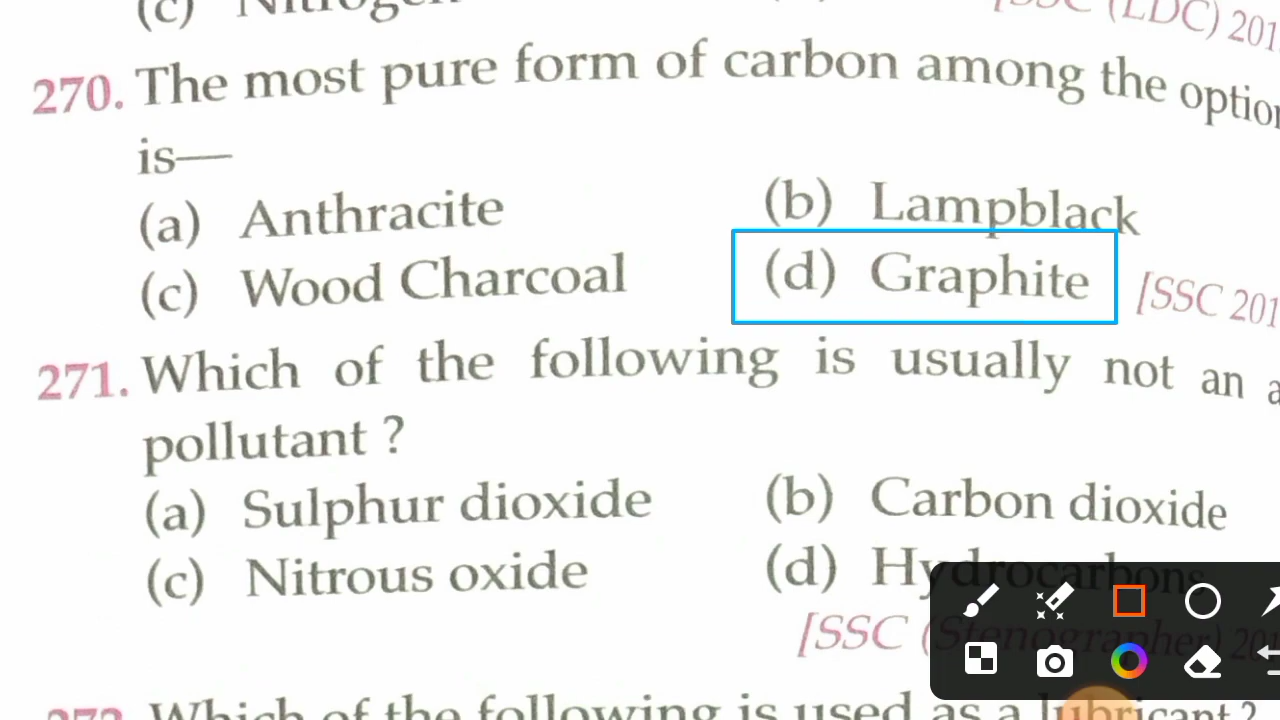 (c) Nitrogen
[SSC (LDC) 201
270. The most pure form of carbon among the option
is—
(a) Anthracite (b) Lampblack
(c) Wood Charcoal (d) Graphite [SSC 201
271. Which of the following is usually not an a
pollutant ?
(a) Sulphur dioxide (b) Carbon dioxide
(c) Nitrous oxide (d) Hydrocarbons
[SSC (Stenographer) 20
272. Which of the following is used as a lubricant ?